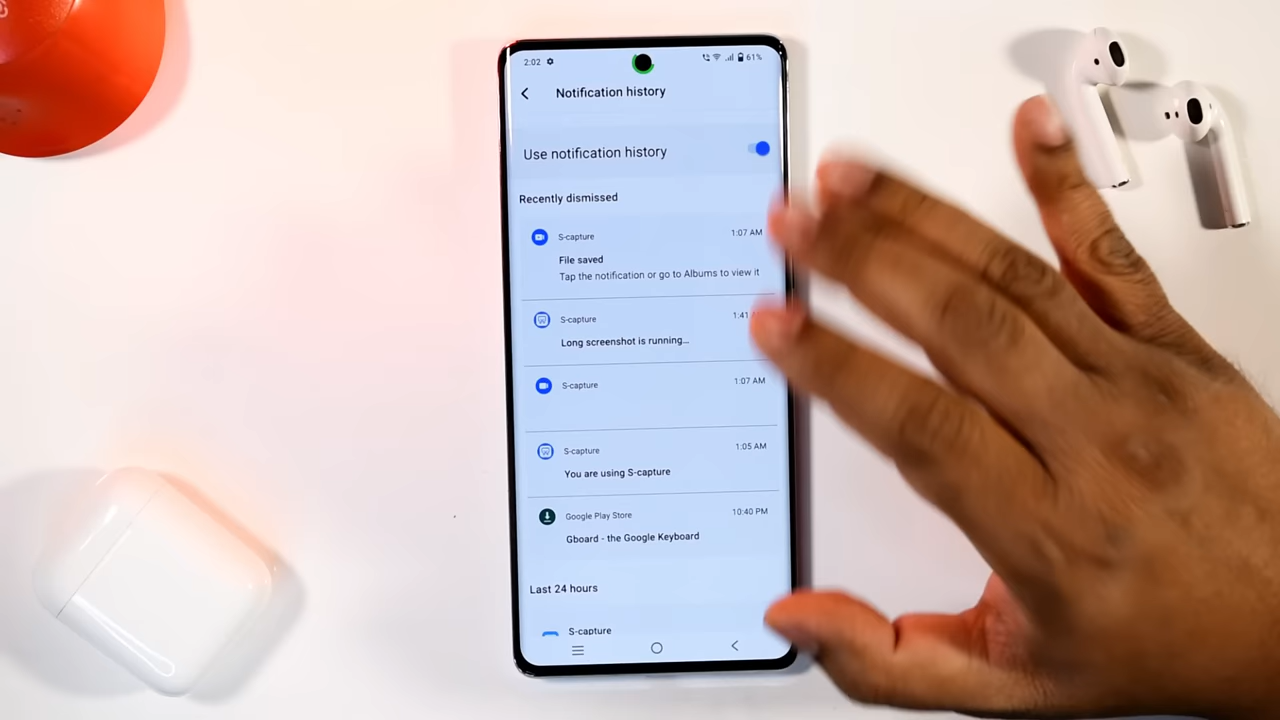 2:02 61%
Notification history
Use notification history
Recently dismissed
S-capture 1:07 AM
File saved
Tap the notification or go to Albums to view it
S-capture 1:41
Long screenshot is running...
S-capture 1:07 AM
S-capture 1:05 AM
You are using S-capture
Google Play Store 10:40 PM
Gboard - the Google Keyboard
Last 24 hours
S-capture